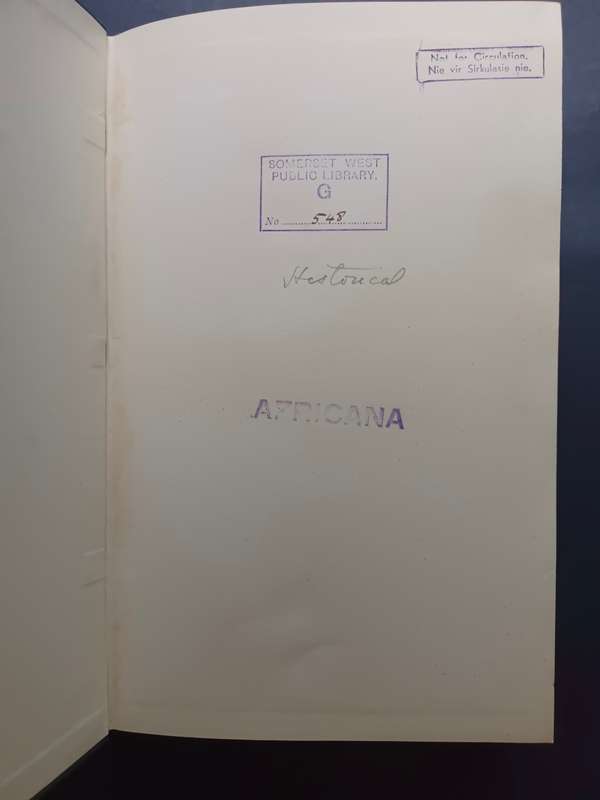 Not for Circulation.
Nie vir Sirkulasie nie.
SOMERSET WEST
PUBLIC LIBRARY.
G
No ............548............
Historical
AFRICANA